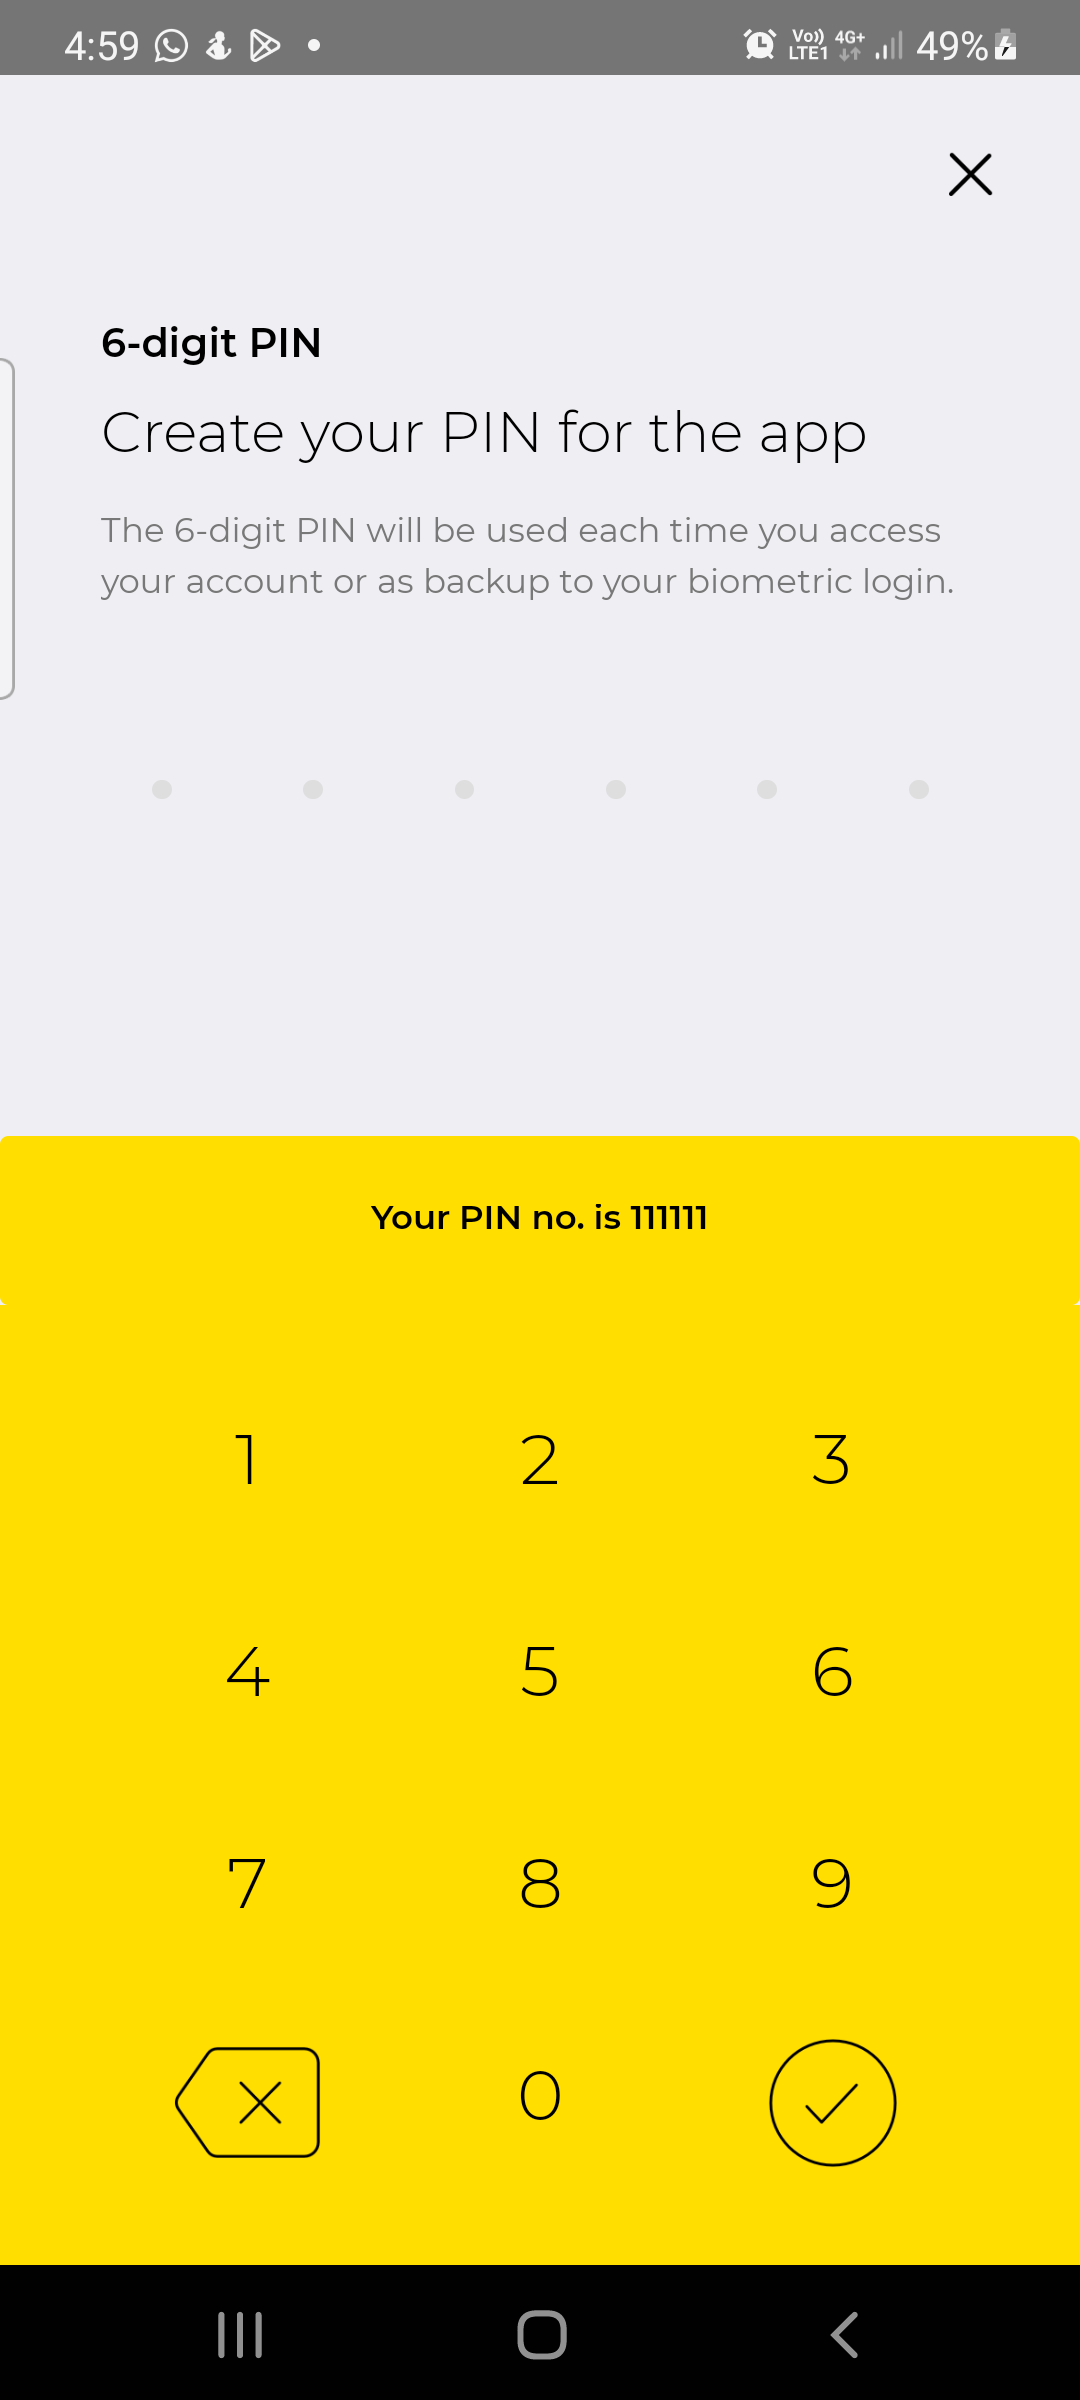 4:59
Vo)) 4G+
LTE1
49%
6-digit PIN
Create your PIN for the app
The 6-digit PIN will be used each time you access
your account or as backup to your biometric login.
Your PIN no. is 111111
1 2 3
4 5 6
7 8 9
0